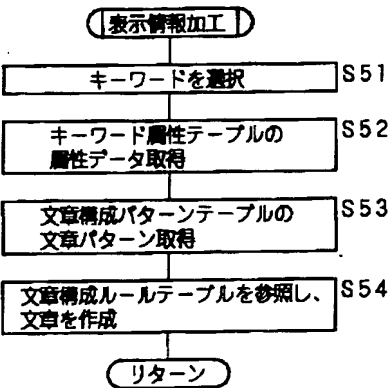 表示情報加工
キーワードを選択 S51
キーワード属性テーブルの S52
属性データ取得
文章構成パターンテーブルの S53
文章パターン取得
文章構成ルールテーブルを参照し、 S54
文章を作成
リターン